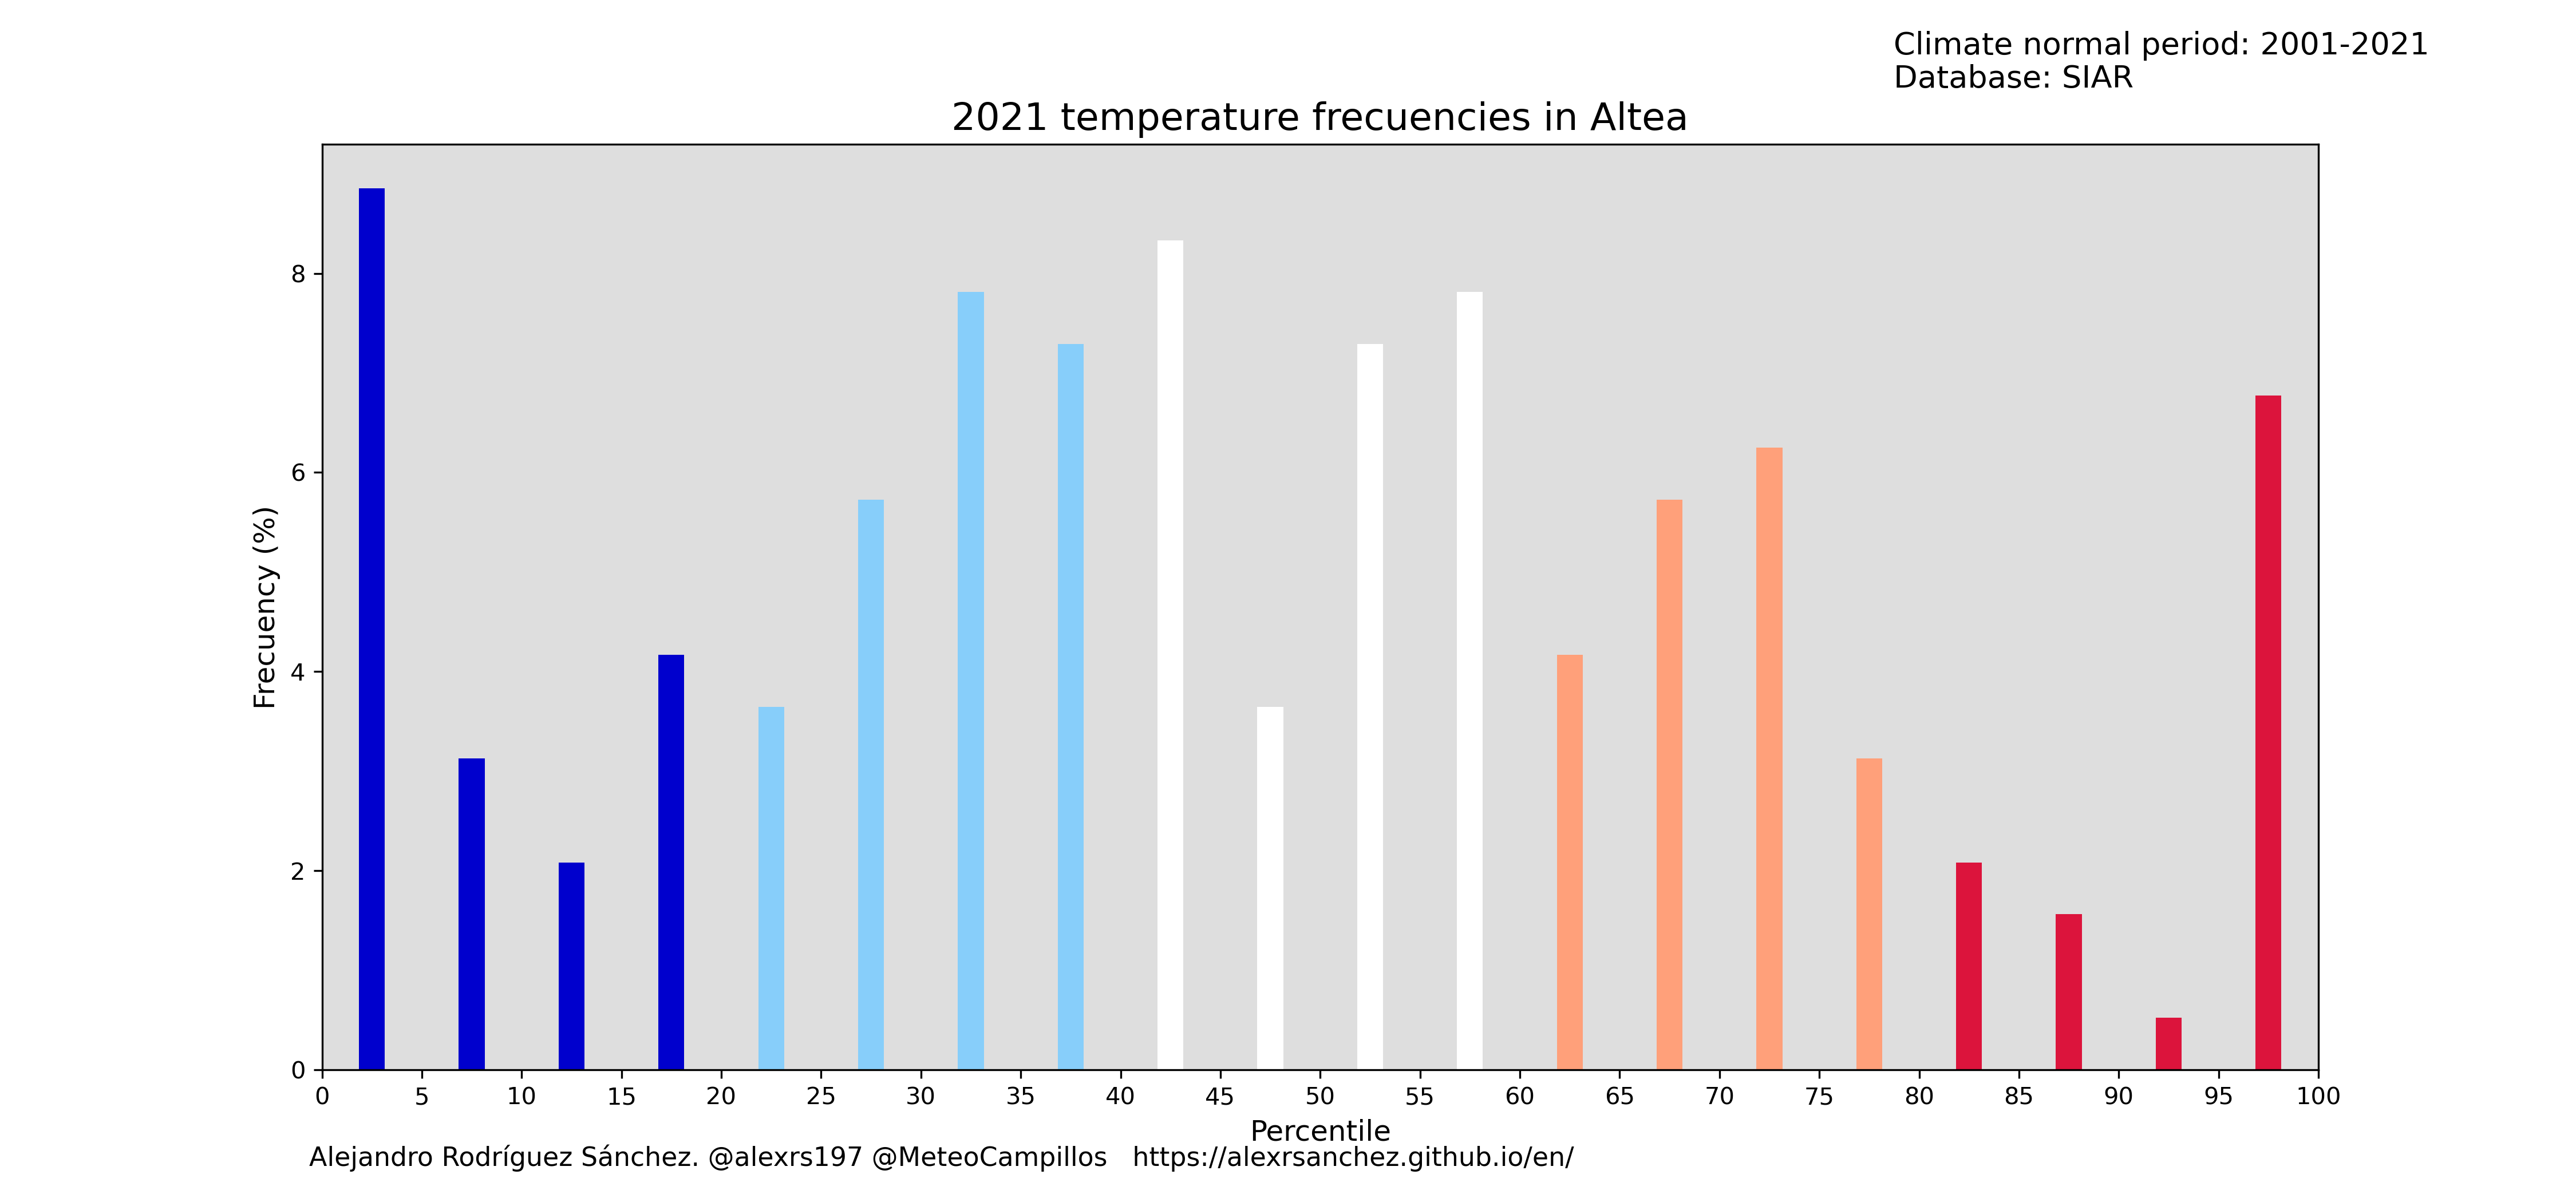 Climate normal period: 2001-2021
Database: SIAR
2021 temperature frecuencies in Altea
Frecuency (%)
8
6
4
2
0
0 5 10 15 20 25 30 35 40 45 50 55 60 65 70 75 80 85 90 95 100
Percentile
Alejandro Rodríguez Sánchez. @alexrs197 @MeteoCampillos https://alexrsanchez.github.io/en/